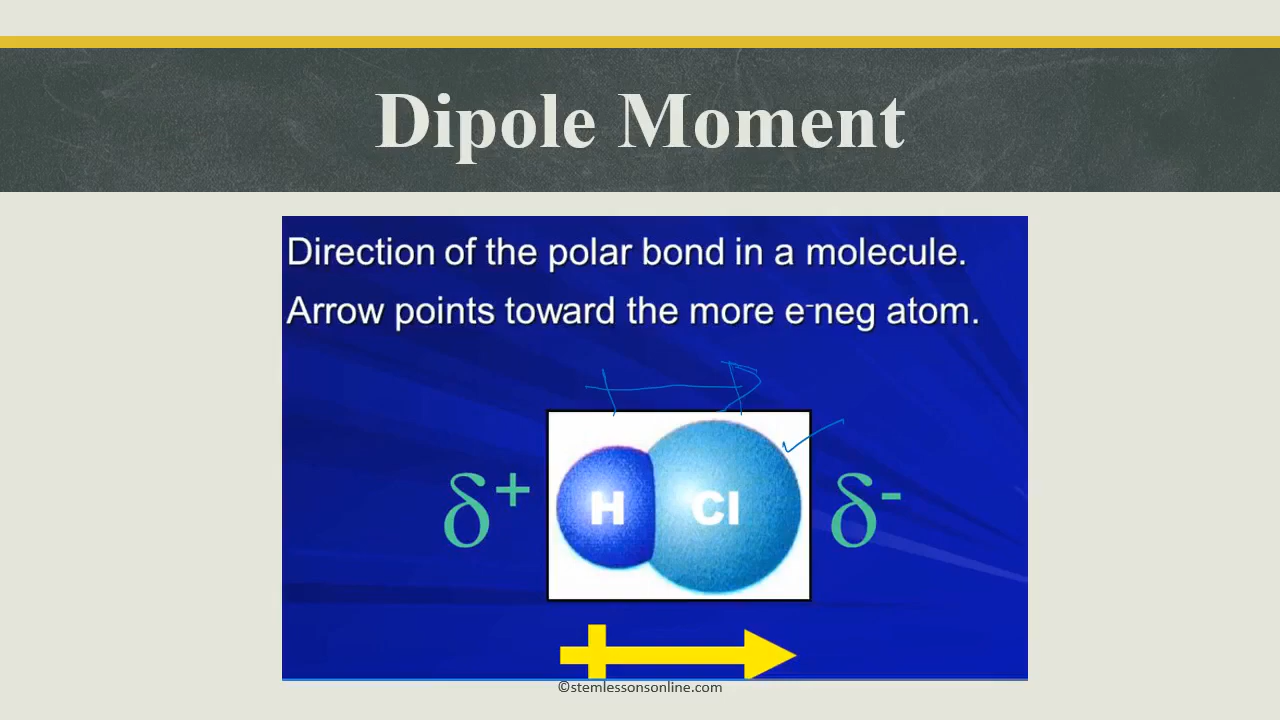 Dipole Moment
Direction of the polar bond in a molecule.
Arrow points toward the more e⁻neg atom.
δ⁺ H Cl δ⁻
©stemlessonsonline.com